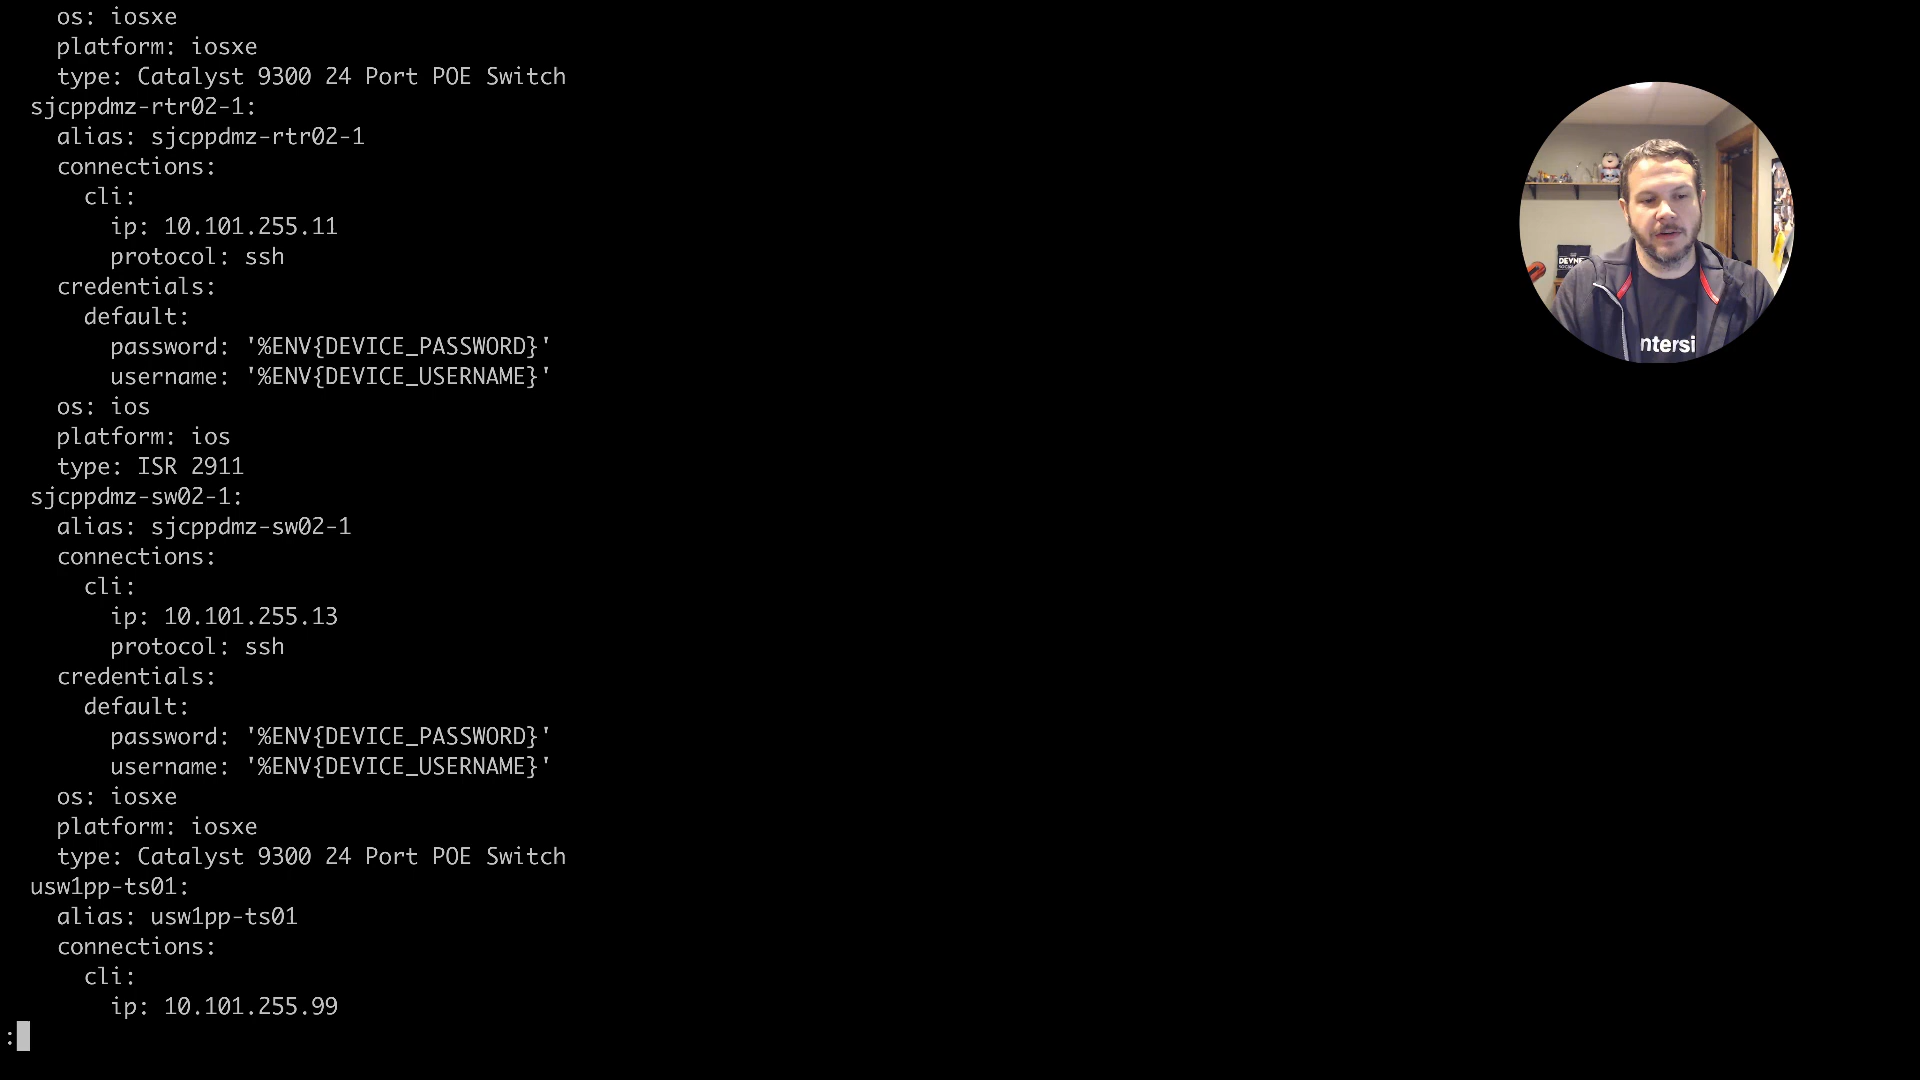 os: iosxe
platform: iosxe
type: Catalyst 9300 24 Port POE Switch
sjcppdmz-rtr02-1:
alias: sjcppdmz-rtr02-1
connections:
cli:
ip: 10.101.255.11
protocol: ssh
credentials:
default:
password: '%ENV{DEVICE_PASSWORD}'
username: '%ENV{DEVICE_USERNAME}'
os: ios
platform: ios
type: ISR 2911
sjcppdmz-sw02-1:
alias: sjcppdmz-sw02-1
connections:
cli:
ip: 10.101.255.13
protocol: ssh
credentials:
default:
password: '%ENV{DEVICE_PASSWORD}'
username: '%ENV{DEVICE_USERNAME}'
os: iosxe
platform: iosxe
type: Catalyst 9300 24 Port POE Switch
usw1pp-ts01:
alias: usw1pp-ts01
connections:
cli:
ip: 10.101.255.99
:
DEVNE
ntersi